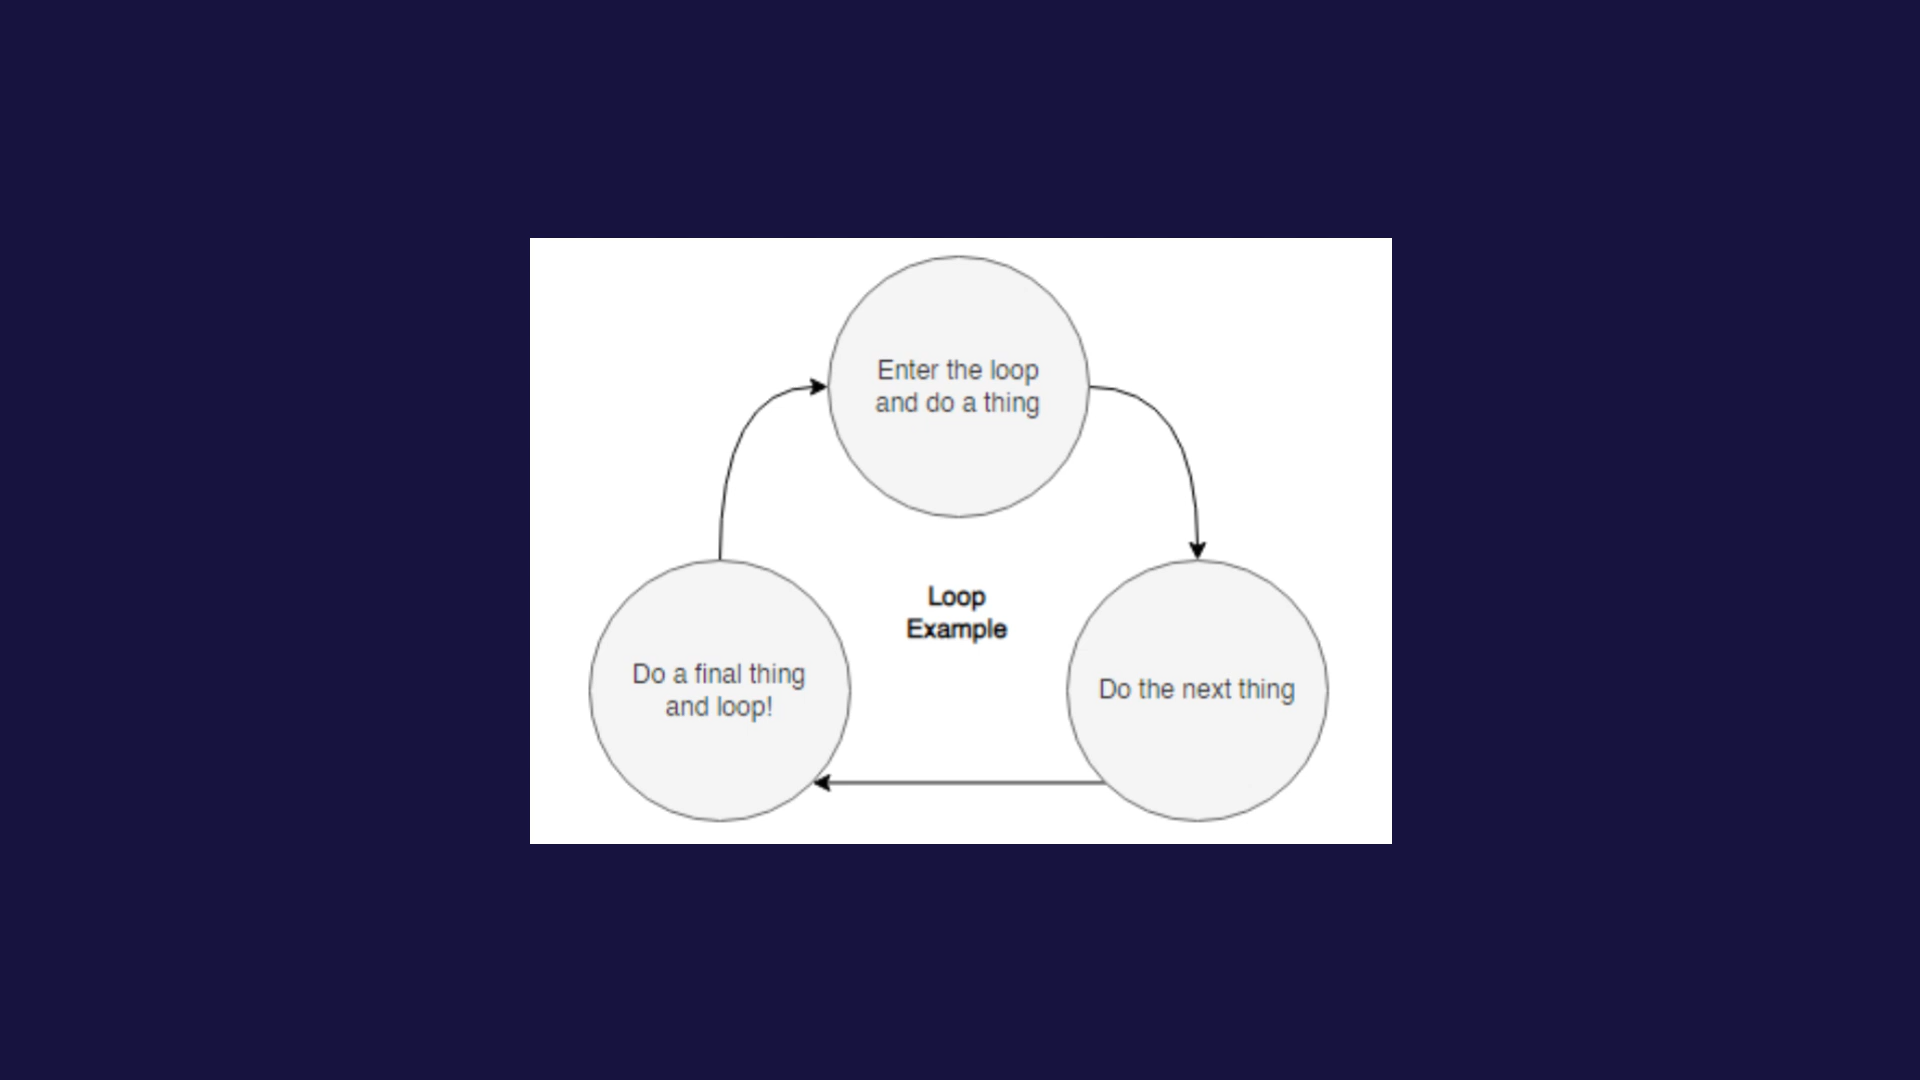 Enter the loop
and do a thing
Loop
Example
Do a final thing
and loop!
Do the next thing